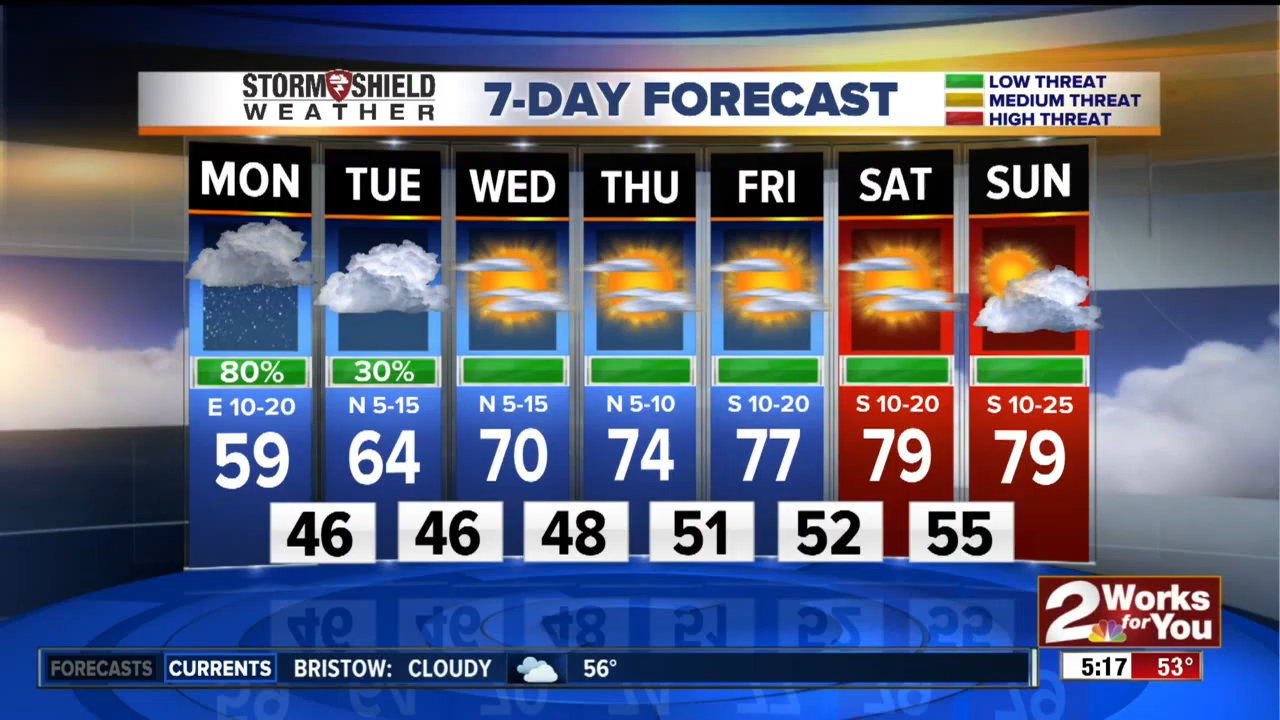 STORM SHIELD
WEATHER
7-DAY FORECAST
LOW THREAT
MEDIUM THREAT
HIGH THREAT
MON TUE WED THU FRI SAT SUN
80% 30%
E 10-20 N 5-15 N 5-15 N 5-10 S 10-20 S 10-20 S 10-25
59 64 70 74 77 79 79
46 46 48 51 52 55
2 Works for You
FORECASTS CURRENTS BRISTOW: CLOUDY 56°
5:17 53°